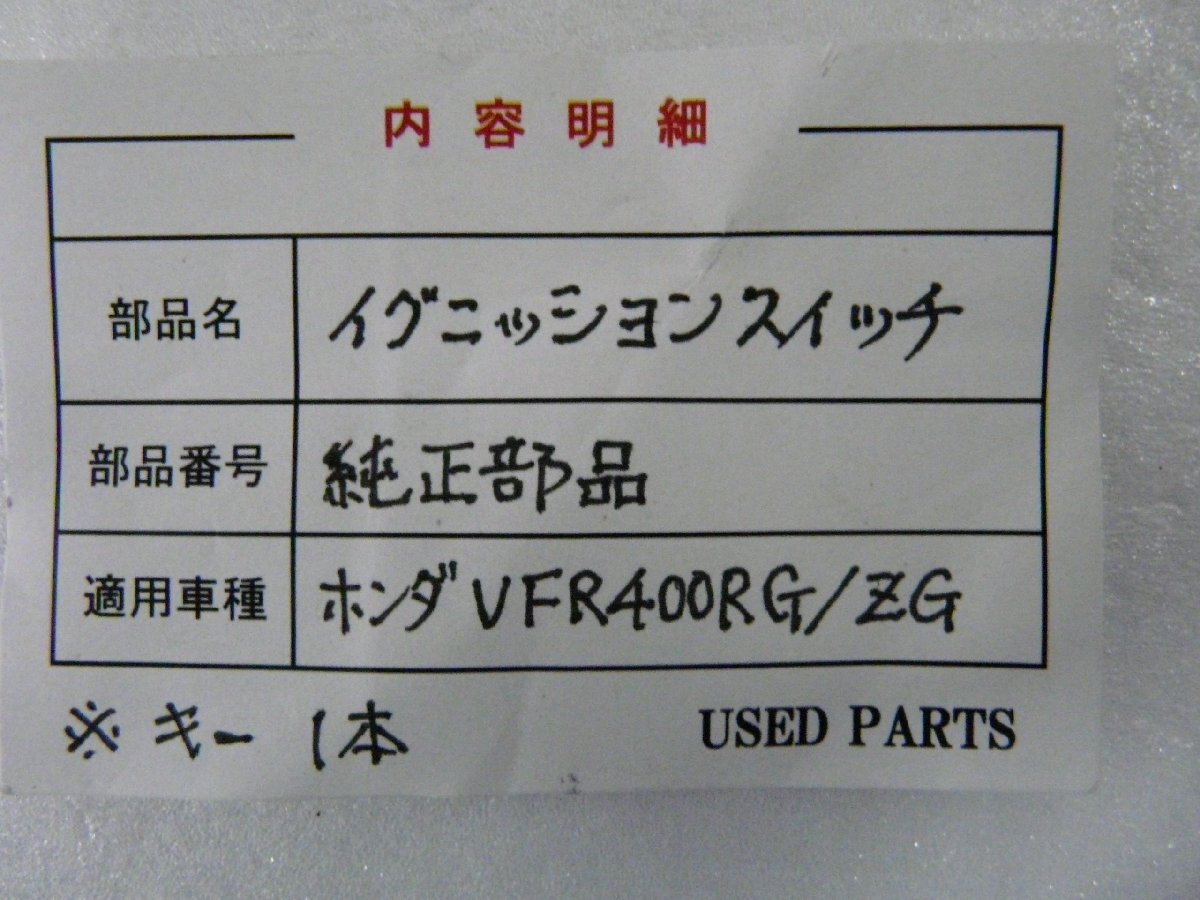 内容明細
部品名 イグニッションスイッチ
部品番号 純正部品
適用車種 ホンダVFR400RG/ZG
※キー1本 USED PARTS